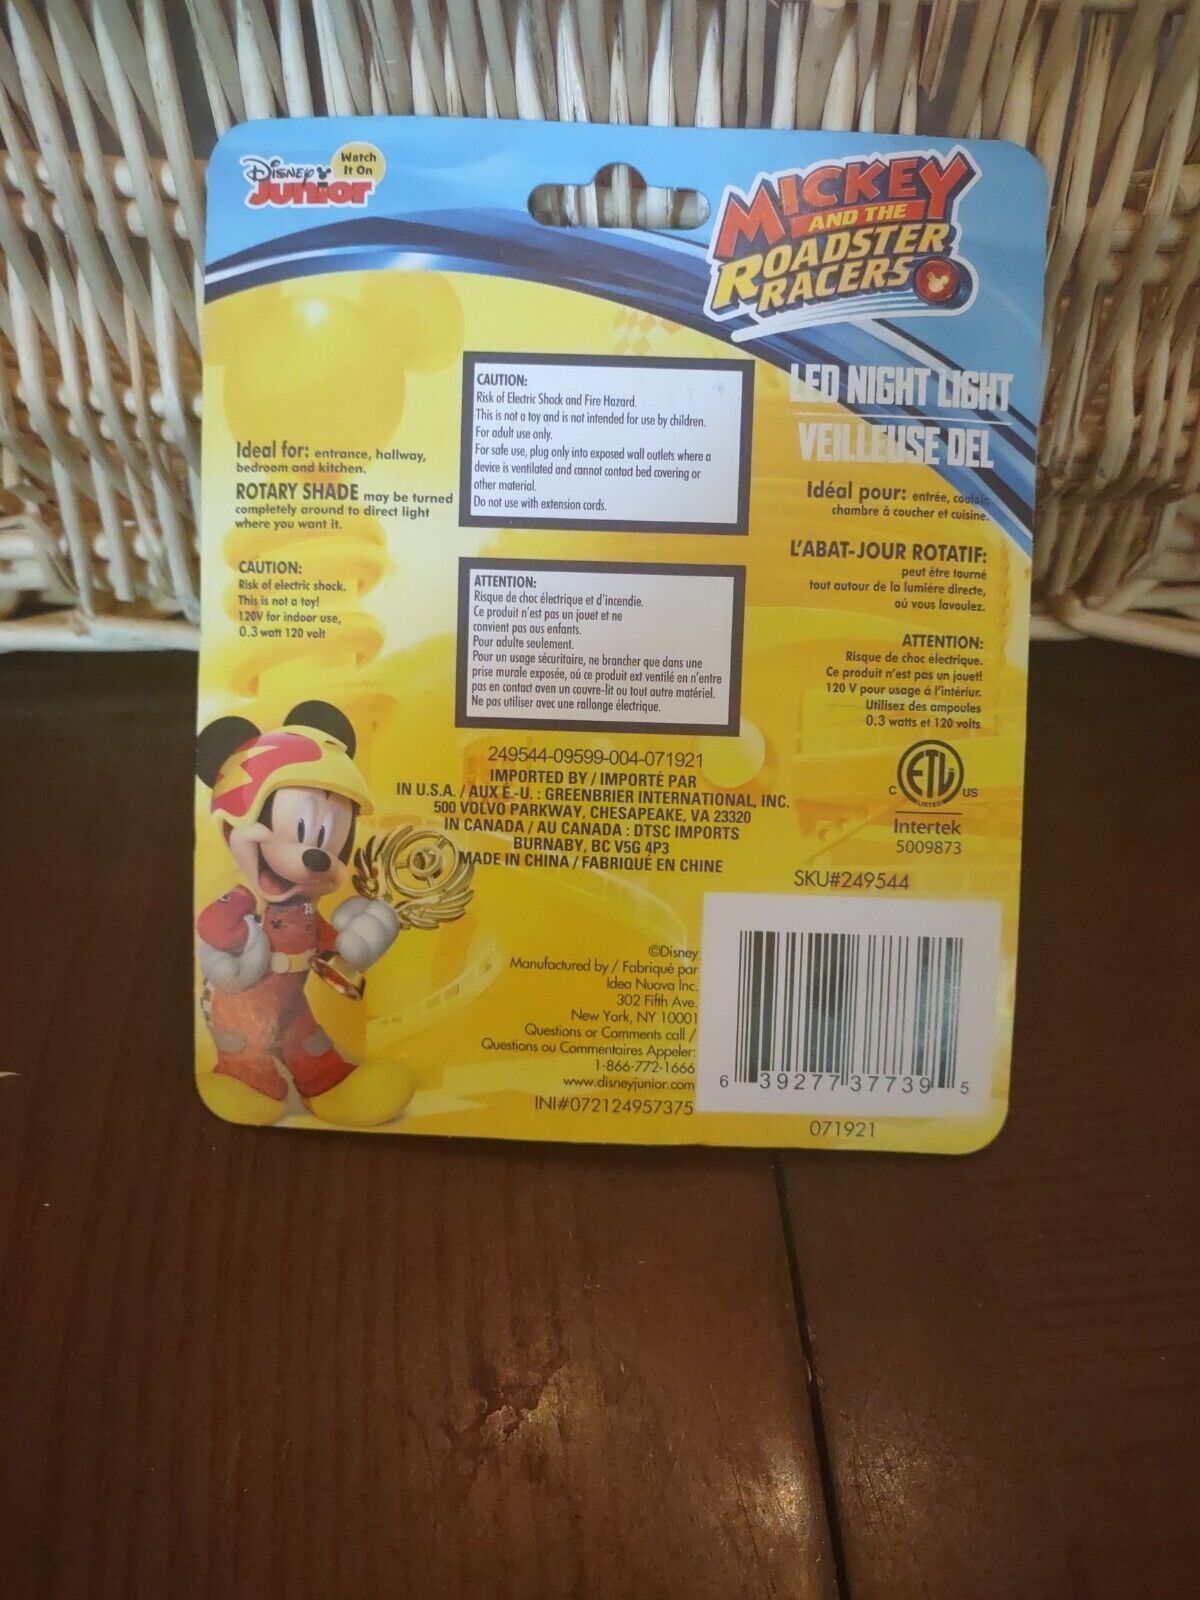 Disney
Junior
Watch
It On
MICKEY
AND THE
ROADSTER
RACERS
LED NIGHT LIGHT
VEILLEUSE DEL
Ideal for: entrance, hallway,
bedroom and kitchen.
ROTARY SHADE may be turned
completely around to direct light
where you want it.
CAUTION:
Risk of electric shock.
This is not a toy!
120V for indoor use,
0.3 watt 120 volt
CAUTION:
Risk of Electric Shock and Fire Hazard.
This is not a toy and is not intended for use by children.
For adult use only.
For safe use, plug only into exposed wall outlets where a
device is ventilated and cannot contact bed covering or
other material.
Do not use with extension cords.
ATTENTION:
Risque de choc électrique et d'incendie.
Ce produit n'est pas un jouet et ne
convient pas aus enfants.
Pour adulte seulement.
Pour un usage sécuritaire, ne brancher que dans une
prise murale exposée, oú ce produit ext ventilé en n'entre
pas en contact aven un couvre-lit ou tout autre matériel.
Ne pas utiliser avec une rallonge électrique.
Idéal pour: entrée, couloir,
chambre á coucher et cuisine.
L'ABAT-JOUR ROTATIF:
peut être tourné
tout autour de la lumiére directe,
oú vous lavoulez.
ATTENTION:
Risque de choc électrique.
Ce produit n'est pas un jouet!
120 V pour usage á l'intériur.
Utilisez des ampoules
0.3 watts et 120 volts
249544-09599-004-071921
IMPORTED BY / IMPORTÉ PAR
IN U.S.A. / AUX É.-U. : GREENBRIER INTERNATIONAL, INC.
500 VOLVO PARKWAY, CHESAPEAKE, VA 23320
IN CANADA / AU CANADA : DTSC IMPORTS
BURNABY, BC V5G 4P3
MADE IN CHINA / FABRIQUÉ EN CHINE
C ETL US
LISTED
Intertek
5009873
SKU#249544
©Disney
Manufactured by / Fabriqué par
Idea Nuova Inc.
302 Fifth Ave.
New York, NY 10001
Questions or Comments call /
Questions ou Commentaires Appeler:
1-866-772-1666
www.disneyjunior.com
INI#072124957375
6 39277 37739 5
071921